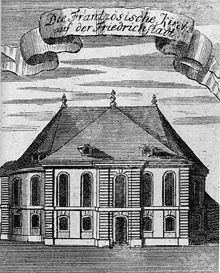 Die Frantzösische Kirch
auf der Friedrichstadt